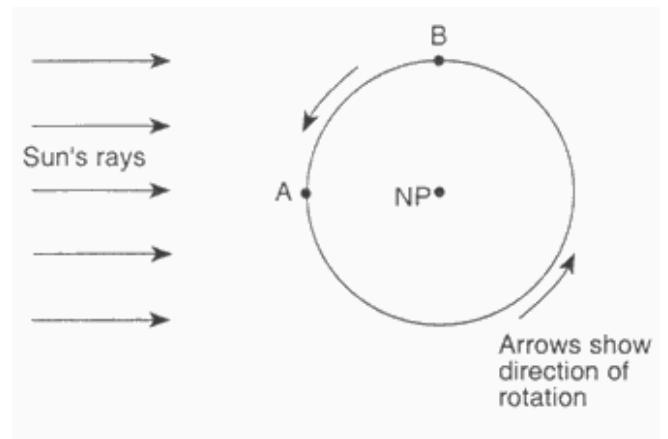 B
Sun's rays
A
NP
Arrows show
direction of
rotation